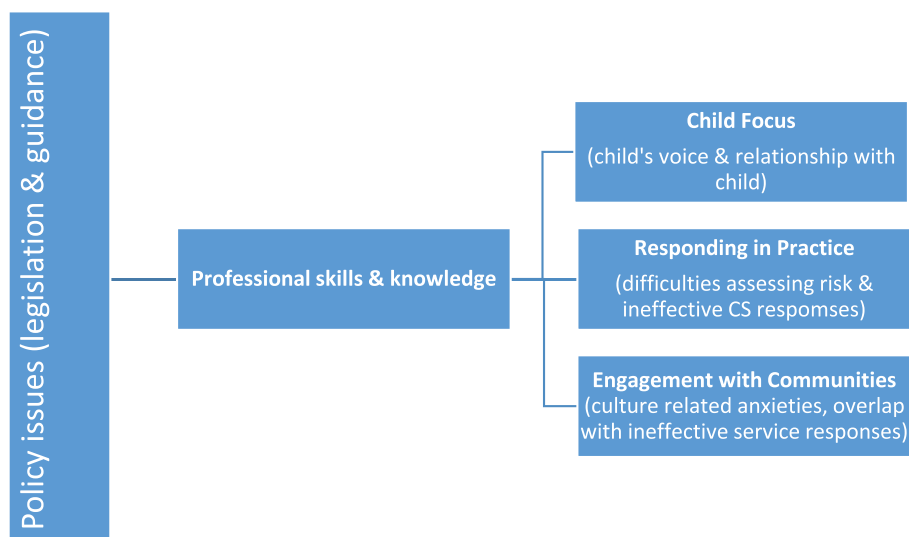 Policy issues (legislation & guidance)
Professional skills & knowledge
Child Focus
(child's voice & relationship with
child)
Responding in Practice
(difficulties assessing risk &
ineffective CS respomses)
Engagement with Communities
(culture related anxieties, overlap
with ineffective service responses)